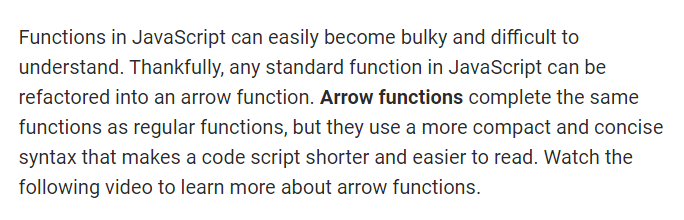 Functions in JavaScript can easily become bulky and difficult to
understand. Thankfully, any standard function in JavaScript can be
refactored into an arrow function. Arrow functions complete the same
functions as regular functions, but they use a more compact and concise
syntax that makes a code script shorter and easier to read. Watch the
following video to learn more about arrow functions.